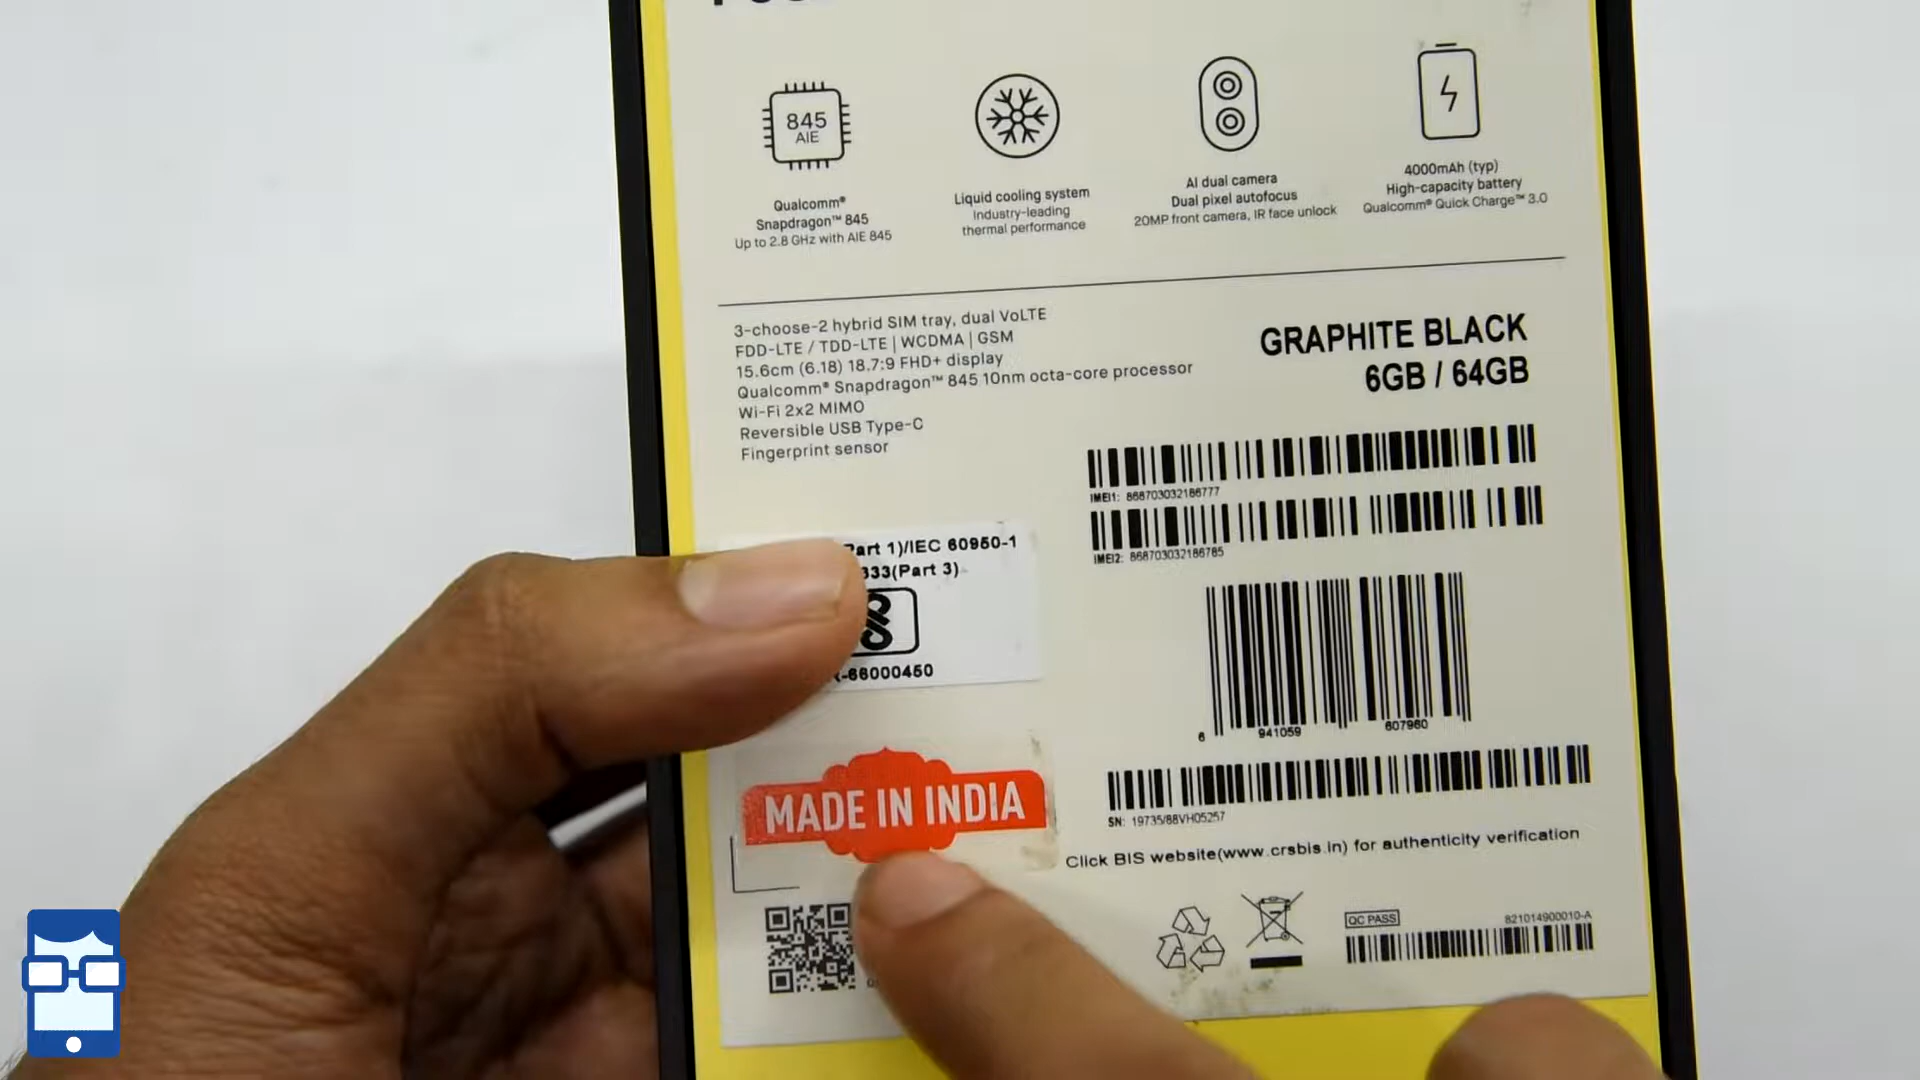 845
AIE
Qualcomm®
Snapdragon™ 845
Up to 2.8 GHz with AIE 845
Liquid cooling system
Industry-leading
thermal performance
AI dual camera
Dual pixel autofocus
20MP front camera, IR face unlock
4000mAh (typ)
High-capacity battery
Qualcomm® Quick Charge™ 3.0
3-choose-2 hybrid SIM tray, dual VoLTE
FDD-LTE / TDD-LTE | WCDMA | GSM
15.6cm (6.18) 18.7:9 FHD+ display
Qualcomm® Snapdragon™ 845 10nm octa-core processor
Wi-Fi 2x2 MIMO
Reversible USB Type-C
Fingerprint sensor
GRAPHITE BLACK
6GB / 64GB
IMEI1: 868703032186777
IMEI2: 868703032186785
Part 1)/IEC 60950-1
333(Part 3)
-66000450
6 941059 607960
MADE IN INDIA
SN: 19735/88VH05257
Click BIS website(www.crsbis.in) for authenticity verification
QC PASS
821014900010-A